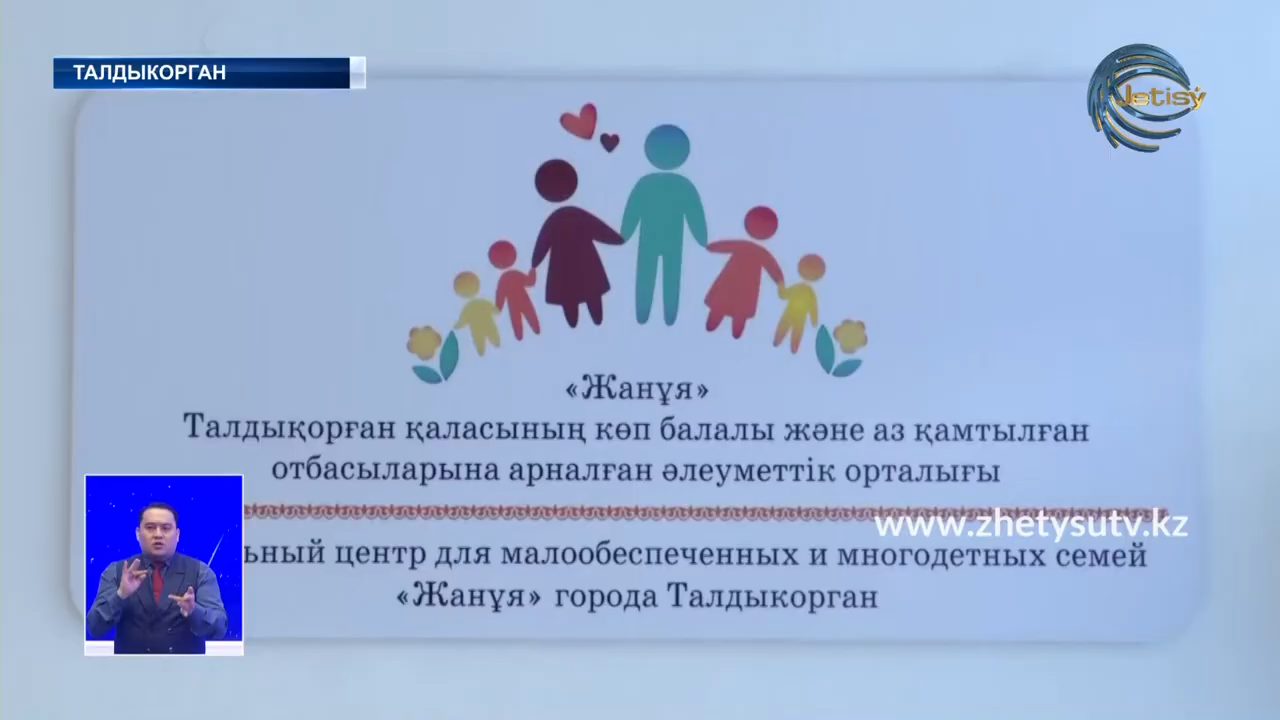 ТАЛДЫКОРГАН
Jetisý
«Жанұя»
Талдықорған қаласының көп балалы және аз қамтылған
отбасыларына арналған әлеуметтік орталығы
www.zhetysutv.kz
ьный центр для малообеспеченных и многодетных семей
«Жанұя» города Талдыкорган